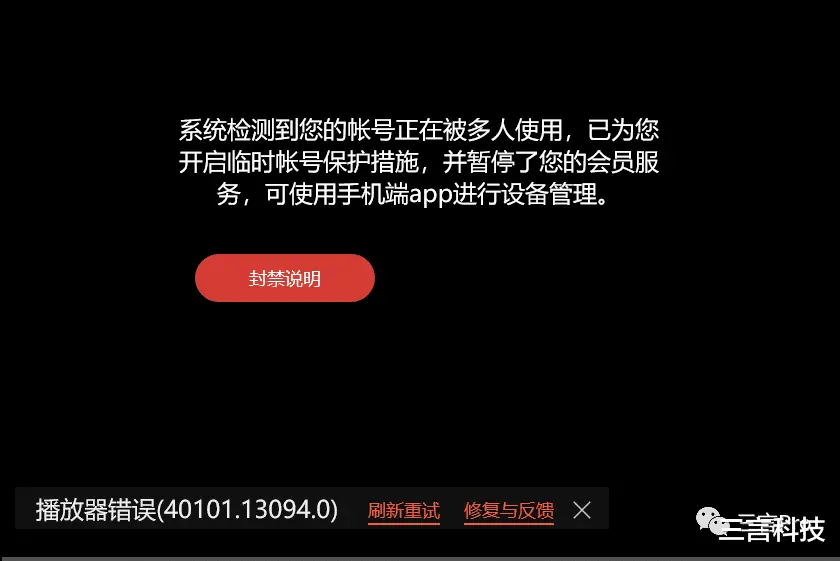 系统检测到您的帐号正在被多人使用，已为您
开启临时帐号保护措施，并暂停了您的会员服
务，可使用手机端app进行设备管理。
封禁说明
播放器错误(40101.13094.0) 刷新重试 修复与反馈
三言科技